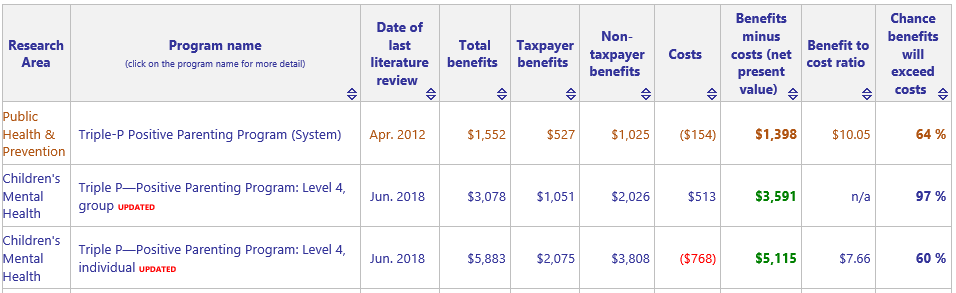 Research Area
Program name
(click on the program name for more detail)
Date of last literature review
Total benefits
Taxpayer benefits
Non-taxpayer benefits
Costs
Benefits minus costs (net present value)
Benefit to cost ratio
Chance benefits will exceed costs
Public Health & Prevention
Triple-P Positive Parenting Program (System)
Apr. 2012
$1,552
$527
$1,025
($154)
$1,398
$10.05
64 %
Children's Mental Health
Triple P—Positive Parenting Program: Level 4, group UPDATED
Jun. 2018
$3,078
$1,051
$2,026
$513
$3,591
n/a
97 %
Children's Mental Health
Triple P—Positive Parenting Program: Level 4, individual UPDATED
Jun. 2018
$5,883
$2,075
$3,808
($768)
$5,115
$7.66
60 %